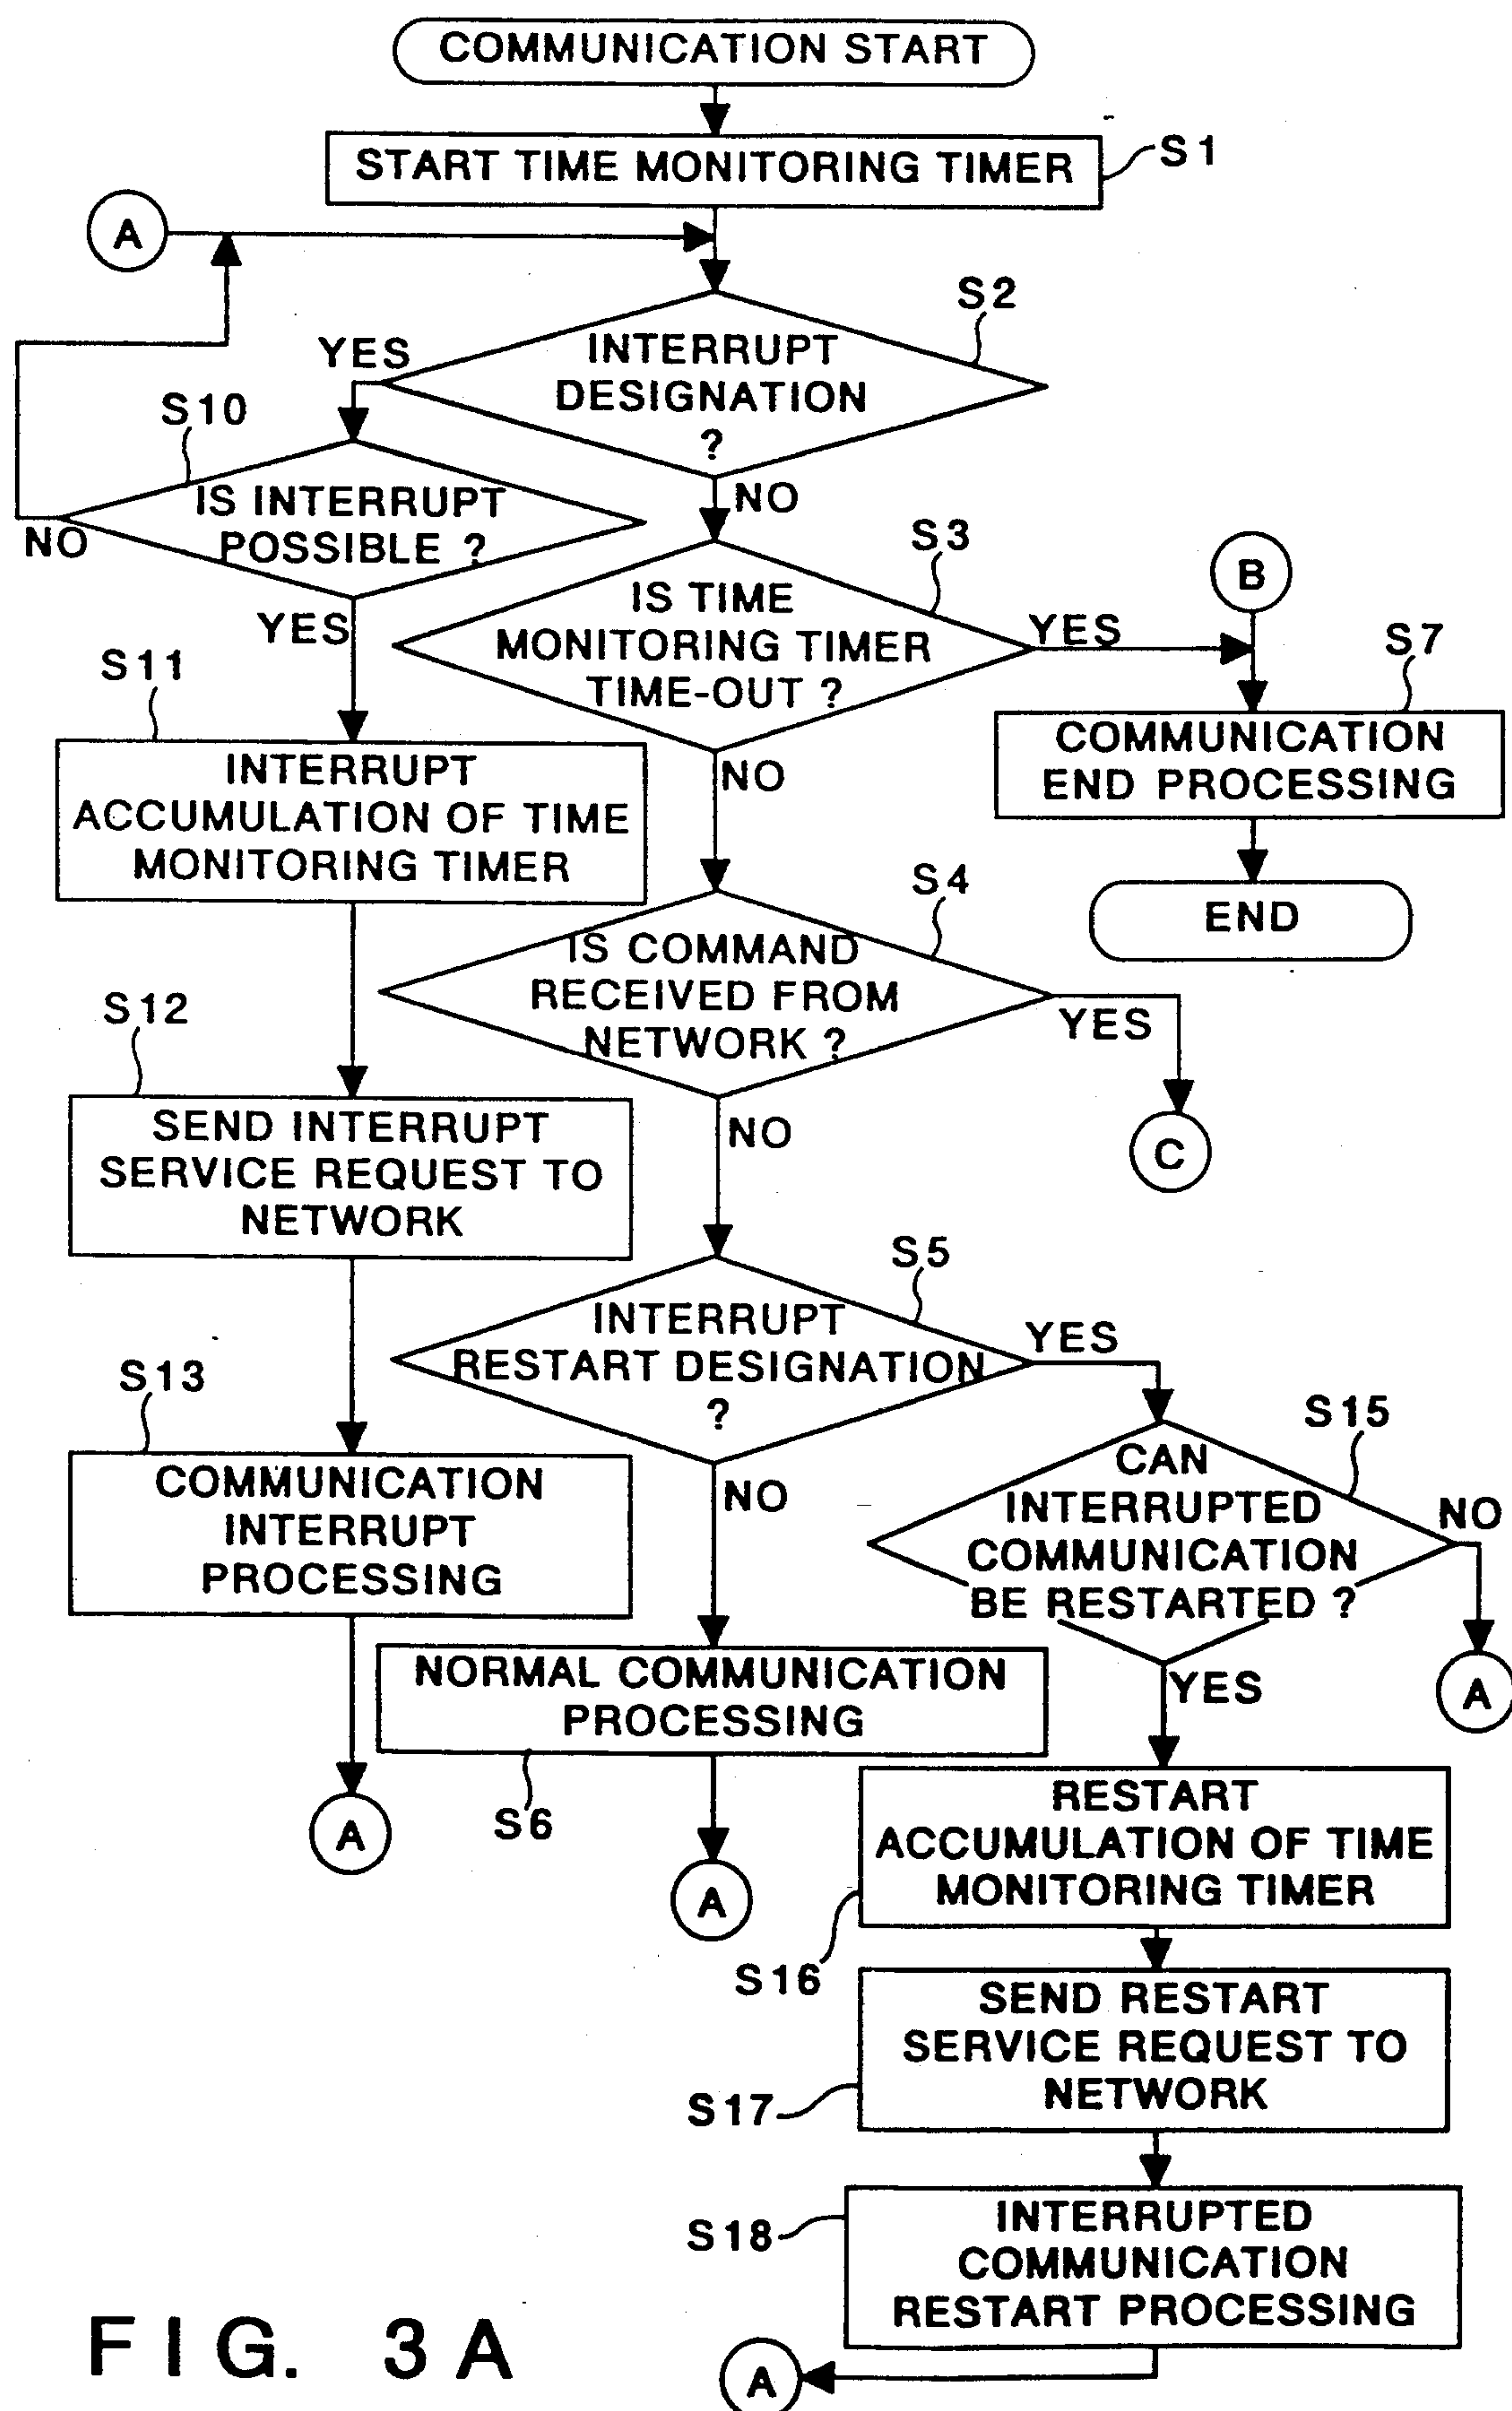 COMMUNICATION START
START TIME MONITORING TIMER
S1
A
S2
INTERRUPT
DESIGNATION
?
YES
NO
S10
IS INTERRUPT
POSSIBLE ?
NO
YES
S3
IS TIME
MONITORING TIMER
TIME-OUT ?
YES
NO
B
S7
COMMUNICATION
END PROCESSING
END
S11
INTERRUPT
ACCUMULATION OF TIME
MONITORING TIMER
S4
IS COMMAND
RECEIVED FROM
NETWORK ?
YES
C
NO
S12
SEND INTERRUPT
SERVICE REQUEST TO
NETWORK
S5
INTERRUPT
RESTART DESIGNATION
?
YES
NO
S13
COMMUNICATION
INTERRUPT
PROCESSING
A
S15
CAN
INTERRUPTED
COMMUNICATION
BE RESTARTED ?
NO
A
YES
NORMAL COMMUNICATION
PROCESSING
S6
A
RESTART
ACCUMULATION OF TIME
MONITORING TIMER
S16
SEND RESTART
SERVICE REQUEST TO
NETWORK
S17
INTERRUPTED
COMMUNICATION
RESTART PROCESSING
S18
A
FIG. 3A